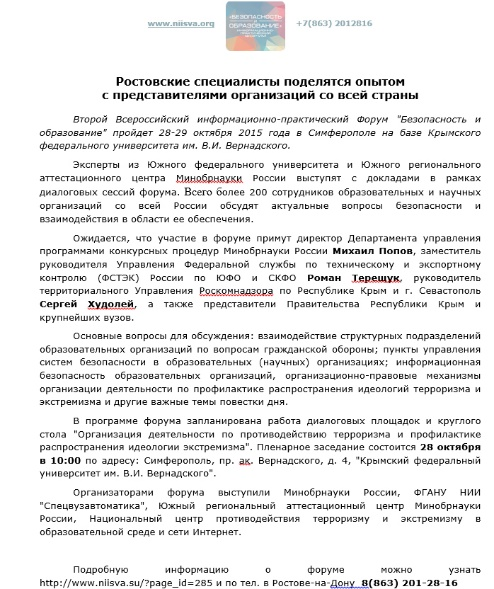 www.niisva.org
«БЕЗОПАСНОСТЬ
ОБРАЗОВАНИЕ»
+7(863) 2012816
Ростовские специалисты поделятся опытом
с представителями организаций со всей страны
Второй Всероссийский информационно-практический Форум "Безопасность и
образование" пройдет 28-29 октября 2015 года в Симферополе на базе Крымского
федерального университета им. В.И. Вернадского.
Эксперты из Южного федерального университета и Южного регионального
аттестационного центра Минобрнауки России выступят с докладами в рамках
диалоговых сессий форума. Всего более 200 сотрудников образовательных и научных
организаций со всей России обсудят актуальные вопросы безопасности и
взаимодействия в области ее обеспечения.
Ожидается, что участие в форуме примут директор Департамента управления
программами конкурсных процедур Минобрнауки России Михаил Попов, заместитель
руководителя Управления Федеральной службы по техническому и экспортному
контролю (ФСТЭК) России по ЮФО и СКФО Роман Терещук, руководитель
территориального Управления Роскомнадзора по Республике Крым и г. Севастополь
Сергей Худолей, а также представители Правительства Республики Крым и
крупнейших вузов.
Основные вопросы для обсуждения: взаимодействие структурных подразделений
образовательных организаций по вопросам гражданской обороны; пункты управления
систем безопасности в образовательных (научных) организациях; информационная
безопасность образовательных организаций, организационно-правовые механизмы
организации деятельности по профилактике распространения идеологий терроризма и
экстремизма и другие важные темы повестки дня.
В программе форума запланирована работа диалоговых площадок и круглого
стола "Организация деятельности по противодействию терроризма и профилактике
распространения идеологии экстремизма". Пленарное заседание состоится 28 октября
в 10:00 по адресу: Симферополь, пр. ак. Вернадского, д. 4, "Крымский федеральный
университет им. В.И. Вернадского".
Организаторами форума выступили Минобрнауки России, ФГАНУ НИИ
"Спецвузавтоматика", Южный региональный аттестационный центр Минобрнауки
России, Национальный центр противодействия терроризму и экстремизму в
образовательной среде и сети Интернет.
Подробную информацию о форуме можно узнать
http://www.niisva.su/?page_id=285 и по тел. в Ростове-на-Дону 8(863) 201-28-16